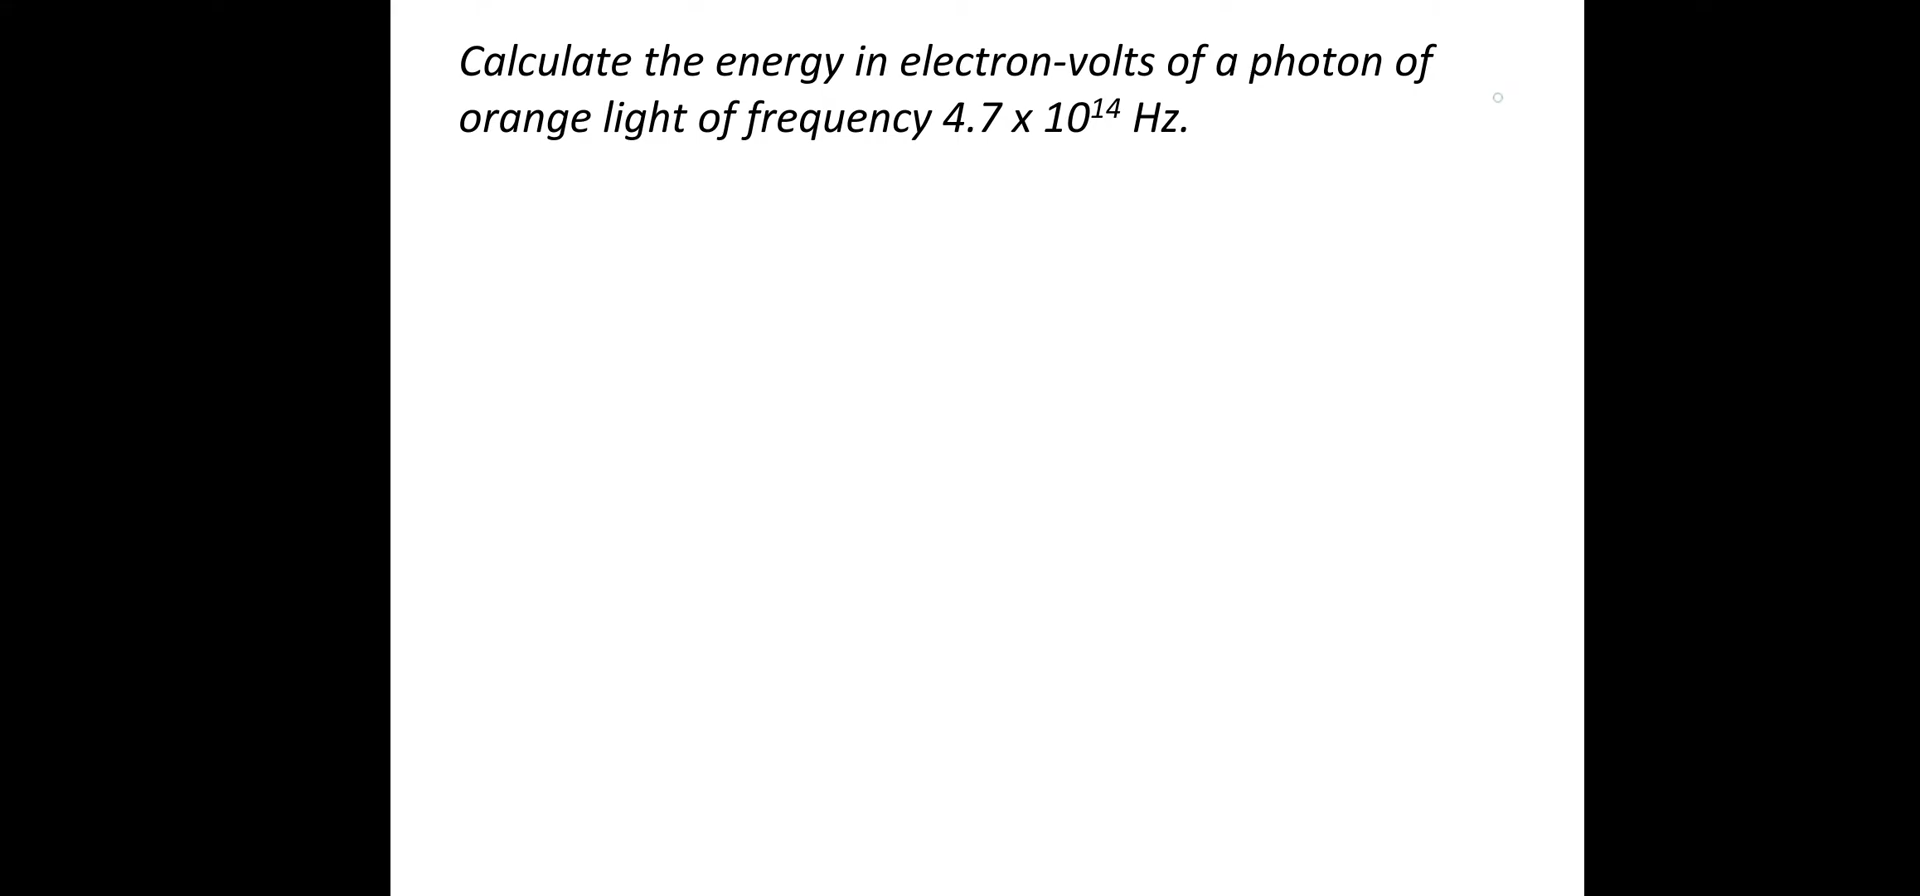 Calculate the energy in electron-volts of a photon of
orange light of frequency 4.7 x 10¹⁴ Hz.